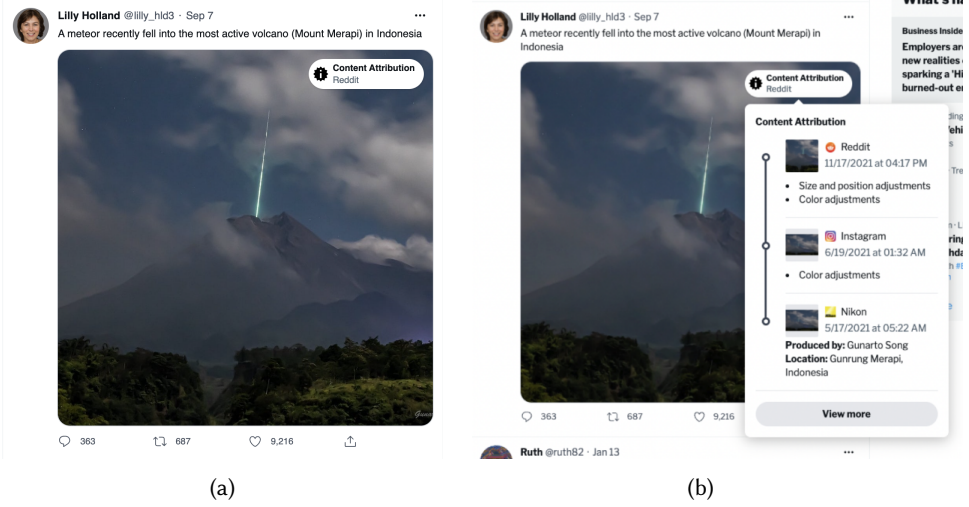 Lilly Holland @lilly_hld3 · Sep 7
A meteor recently fell into the most active volcano (Mount Merapi) in Indonesia
Content Attribution
Reddit
363 687 9,216
(a)
Lilly Holland @lilly_hld3 · Sep 7
A meteor recently fell into the most active volcano (Mount Merapi) in
Indonesia
Content Attribution
Reddit
Content Attribution
Reddit
11/17/2021 at 04:17 PM
• Size and position adjustments
• Color adjustments
Instagram
6/19/2021 at 01:32 AM
• Color adjustments
Nikon
5/17/2021 at 05:22 AM
Produced by: Gunarto Song
Location: Gunrung Merapi,
Indonesia
View more
363 687 9,216
Ruth @ruth82 · Jan 13
Business Inside
Employers are
new realities
sparking a 'Hi
burned-out e
(b)